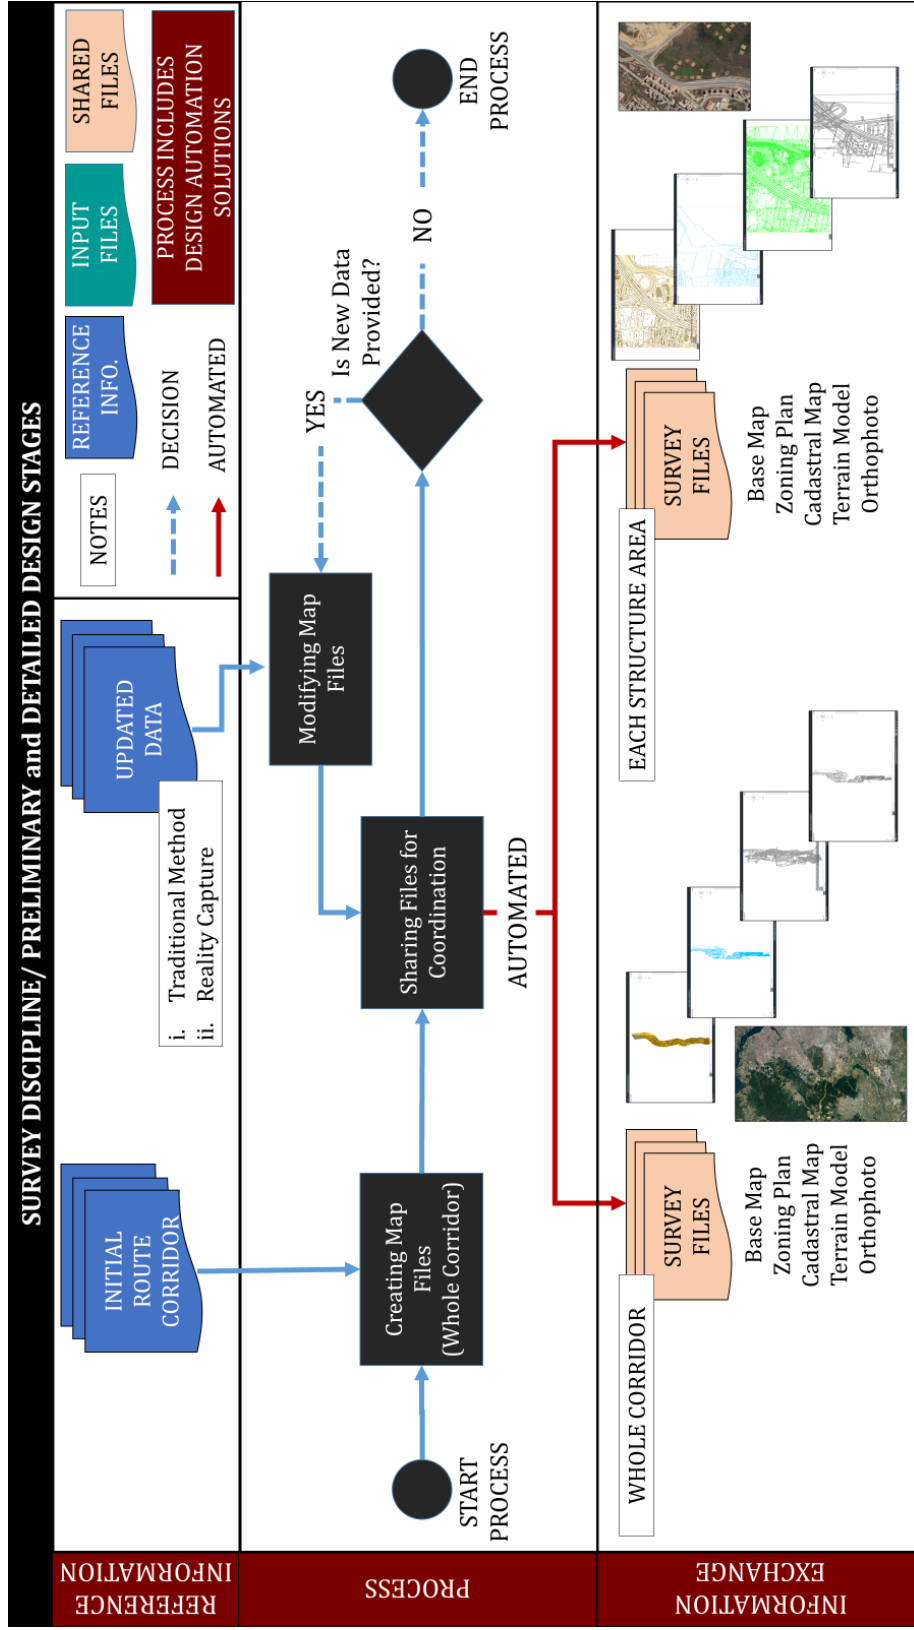 SURVEY DISCIPLINE/ PRELIMINARY and DETAILED DESIGN STAGES
REFERENCE
INFORMATION
INITIAL
ROUTE
CORRIDOR
UPDATED
DATA
i. Traditional Method
ii. Reality Capture
NOTES
REFERENCE
INFO.
INPUT
FILES
SHARED
FILES
DECISION
AUTOMATED
PROCESS INCLUDES
DESIGN AUTOMATION
SOLUTIONS
PROCESS
START
PROCESS
Creating Map
Files
(Whole Corridor)
Sharing Files for
Coordination
Modifying Map
Files
YES
Is New Data
Provided?
NO
END
PROCESS
AUTOMATED
INFORMATION
EXCHANGE
WHOLE CORRIDOR
SURVEY
FILES
Base Map
Zoning Plan
Cadastral Map
Terrain Model
Orthophoto
EACH STRUCTURE AREA
SURVEY
FILES
Base Map
Zoning Plan
Cadastral Map
Terrain Model
Orthophoto